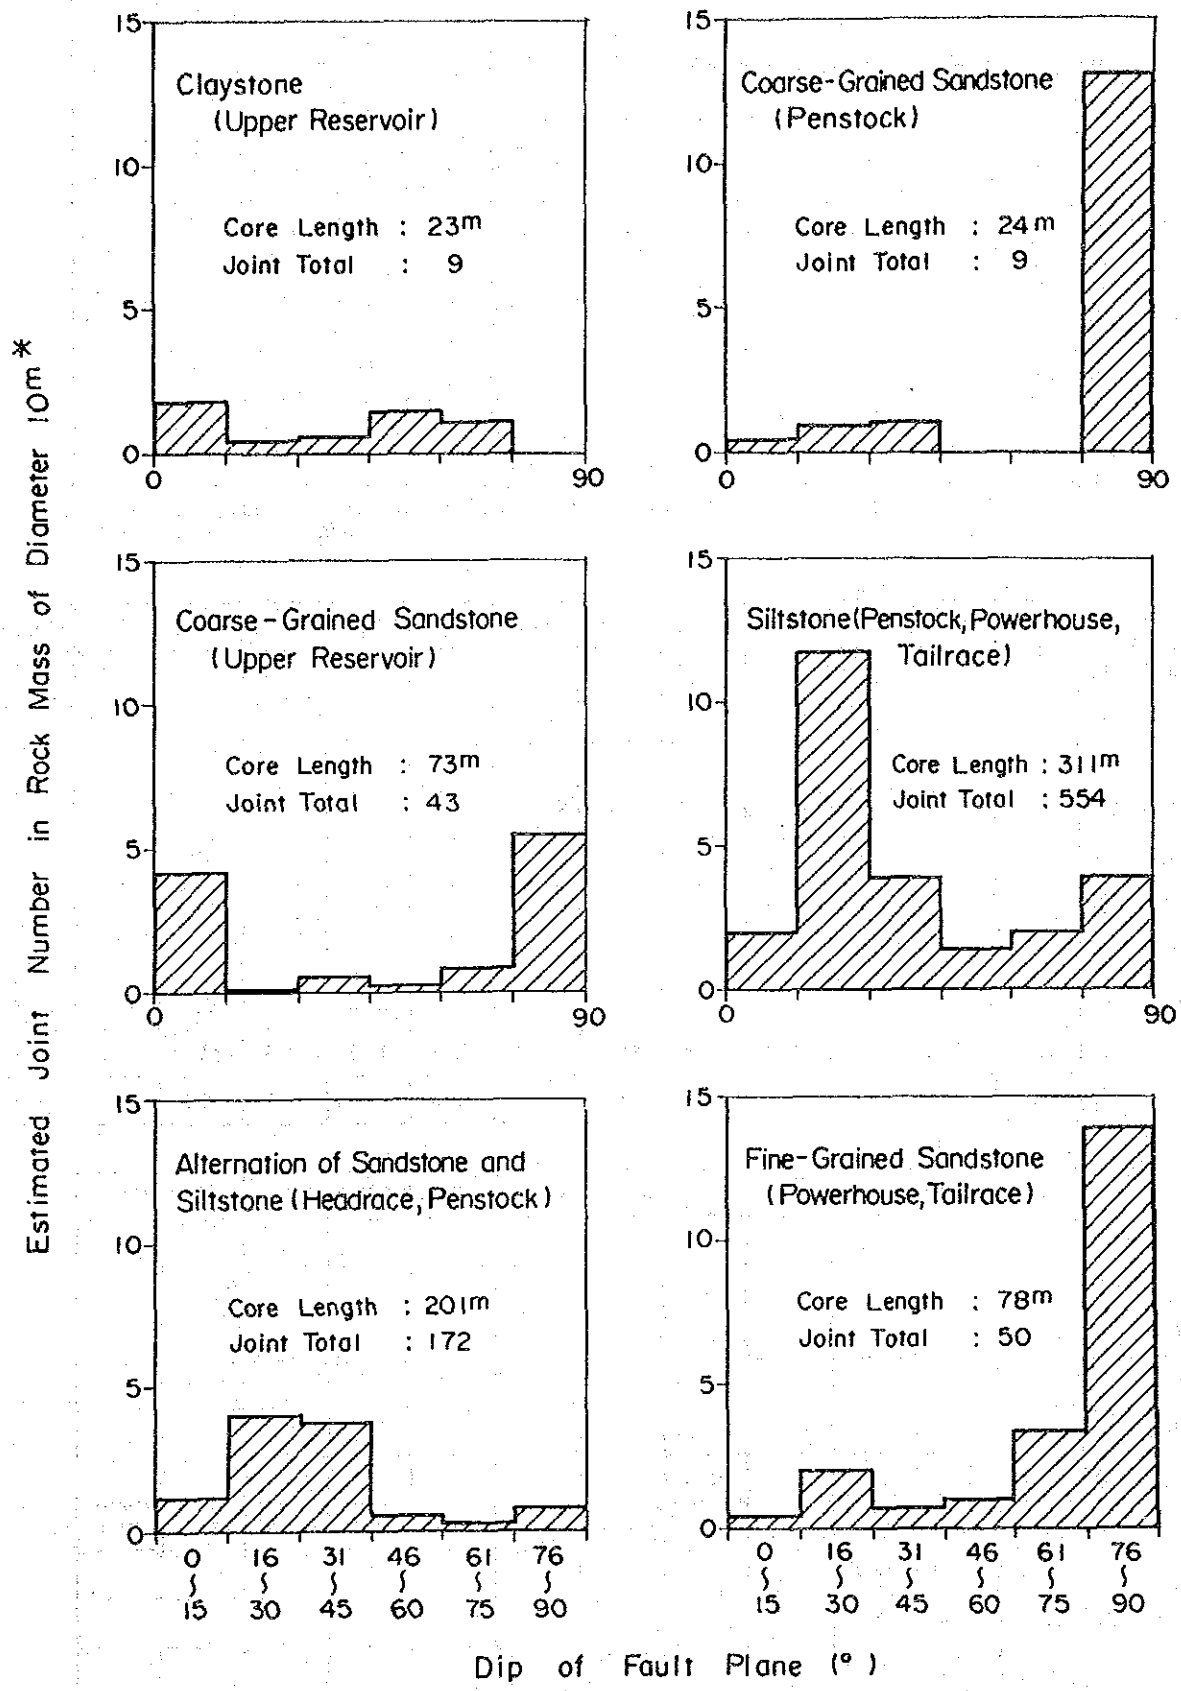 Estimated Joint Number in Rock Mass of Diameter 10m*
15
10
5
0
Claystone
(Upper Reservoir)
Core Length : 23m
Joint Total : 9
0
90
15
10
5
0
Coarse-Grained Sandstone
(Penstock)
Core Length : 24m
Joint Total : 9
0
90
15
10
5
0
Coarse-Grained Sandstone
(Upper Reservoir)
Core Length : 73m
Joint Total : 43
0
90
15
10
5
0
Siltstone(Penstock,Powerhouse,
Tailrace)
Core Length : 311m
Joint Total : 554
0
90
15
10
5
0
Alternation of Sandstone and
Siltstone (Headrace, Penstock)
Core Length : 201m
Joint Total : 172
0 16 31 46 61 76
∫ ∫ ∫ ∫ ∫ ∫
15 30 45 60 75 90
15
10
5
0
Fine-Grained Sandstone
(Powerhouse, Tailrace)
Core Length : 78m
Joint Total : 50
0 16 31 46 61 76
∫ ∫ ∫ ∫ ∫ ∫
15 30 45 60 75 90
Dip of Fault Plane (°)